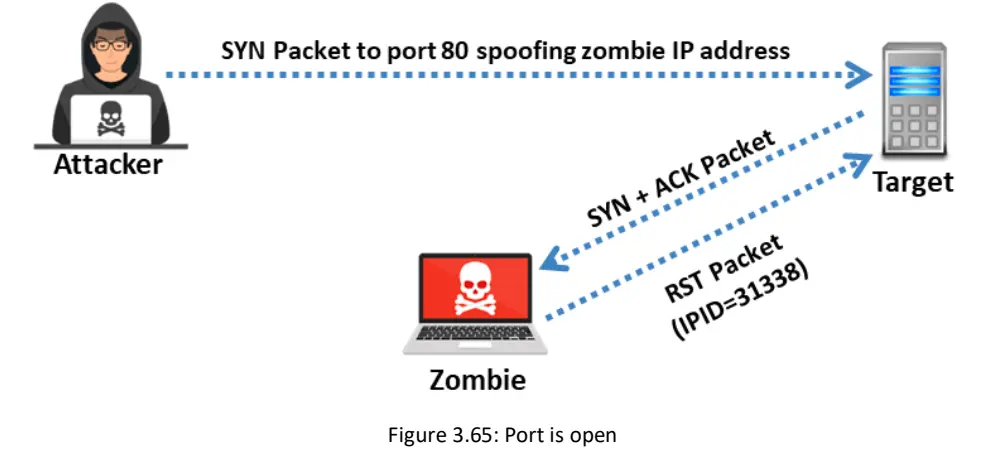 SYN Packet to port 80 spoofing zombie IP address
Attacker
Target
SYN + ACK Packet
RST Packet
(IPID=31338)
Zombie
Figure 3.65: Port is open